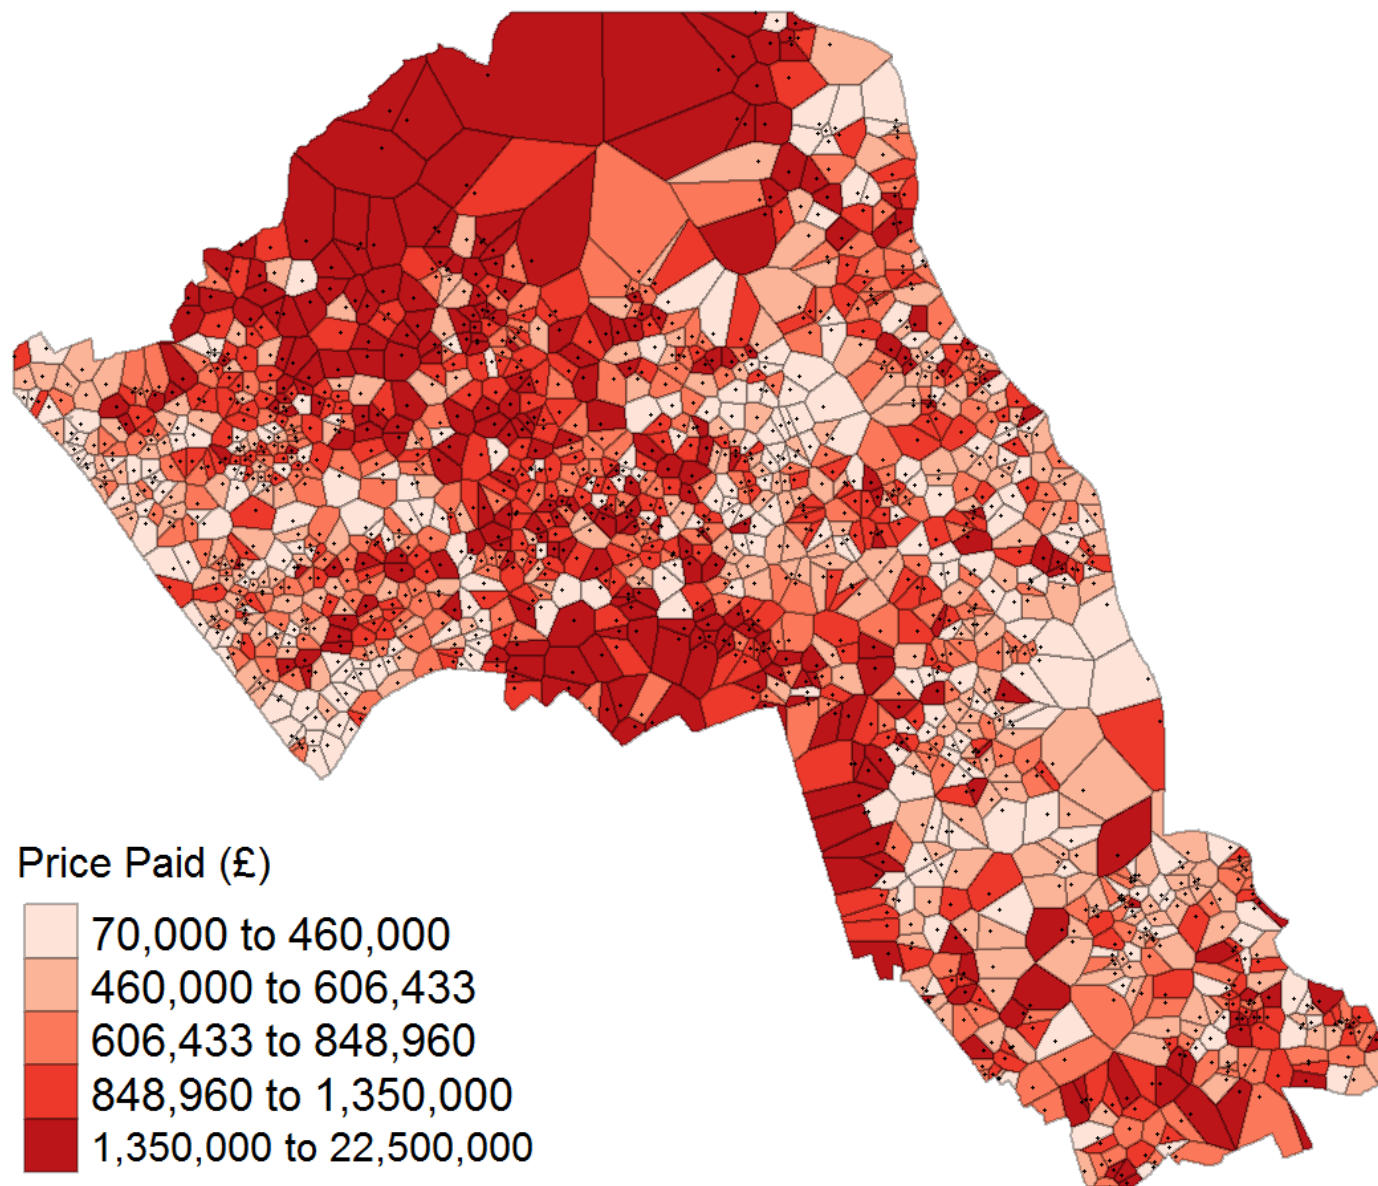 Price Paid (£)
70,000 to 460,000
460,000 to 606,433
606,433 to 848,960
848,960 to 1,350,000
1,350,000 to 22,500,000